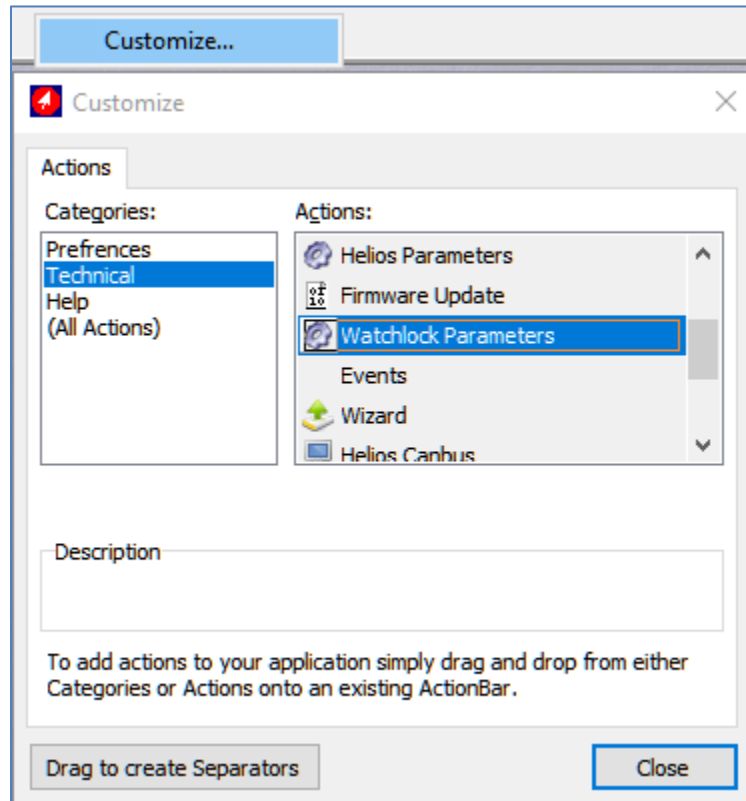 Customize...
Customize
Actions
Categories:
Actions:
Prefrences
Technical
Help
(All Actions)
Helios Parameters
Firmware Update
Watchlock Parameters
Events
Wizard
Helios Canbus
Description
To add actions to your application simply drag and drop from either
Categories or Actions onto an existing ActionBar.
Drag to create Separators
Close